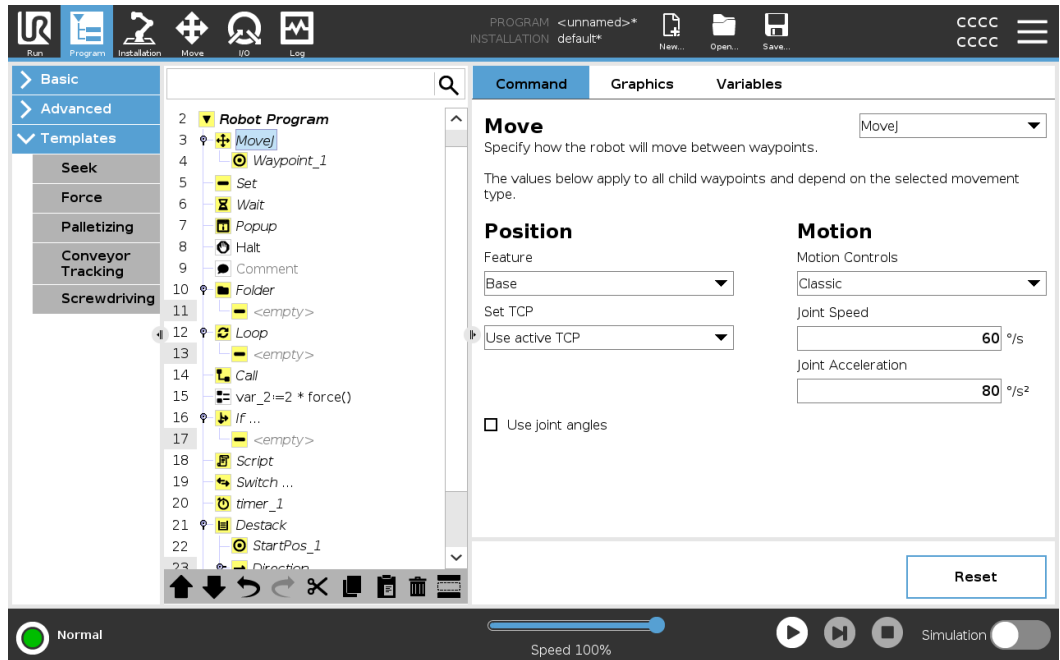 UR
Run
Program
Installation
Move
I/O
Log
PROGRAM <unnamed>*
INSTALLATION default*
New...
Open...
Save...
CCCC
CCCC
Basic
Advanced
Templates
Seek
Force
Palletizing
Conveyor
Tracking
Screwdriving
2 Robot Program
3 MoveJ
4 Waypoint_1
5 Set
6 Wait
7 Popup
8 Halt
9 Comment
10 Folder
11 <empty>
12 Loop
13 <empty>
14 Call
15 var_2:=2 * force()
16 If ...
17 <empty>
18 Script
19 Switch ...
20 timer_1
21 Destack
22 StartPos_1
23 Direction
Command Graphics Variables
Move
MoveJ
Specify how the robot will move between waypoints.
The values below apply to all child waypoints and depend on the selected movement
type.
Position
Feature
Base
Set TCP
Use active TCP
Use joint angles
Motion
Motion Controls
Classic
Joint Speed
60 °/s
Joint Acceleration
80 °/s²
Reset
Normal
Speed 100%
Simulation